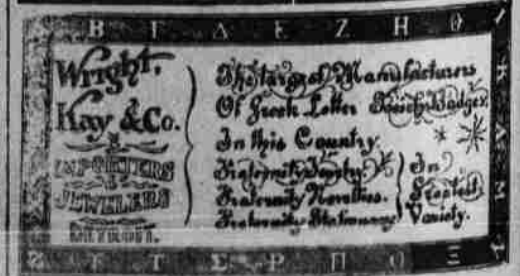 B Γ Δ E Z H Θ I
K Λ M
Wright,
Kay & Co.
IMPORTERS
&
JEWELERS
DETROIT.
The largest Manufacturers
Of Greek Letter Society Badges
In this Country.
Fraternity Jewelry
Fraternity Novelties.
Fraternity Stationery
In
Greatest
Variety.
Υ Τ Σ Ρ Π Ο Ξ